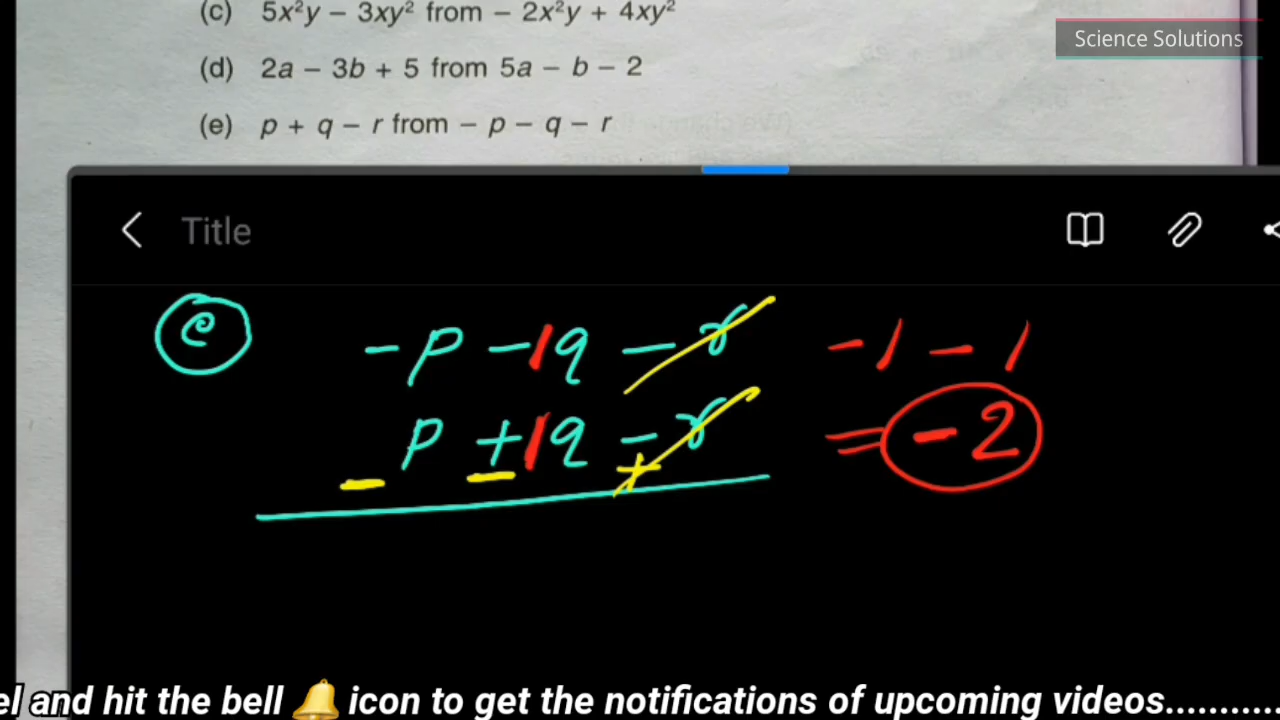 (c) 5x²y – 3xy² from – 2x²y + 4xy²
Science Solutions
(d) 2a – 3b + 5 from 5a – b – 2
(e) p + q – r from – p – q – r
Title
e
-p -1q -r
-1 - 1
p +1q -r
= -2
- - +
el and hit the bell 🔔 icon to get the notifications of upcoming videos...........